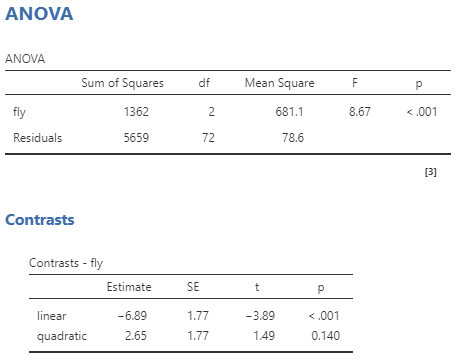 ANOVA
ANOVA
Sum of Squares df Mean Square F p
fly 1362 2 681.1 8.67 < .001
Residuals 5659 72 78.6
[3]
Contrasts
Contrasts - fly
Estimate SE t p
linear −6.89 1.77 −3.89 < .001
quadratic 2.65 1.77 1.49 0.140